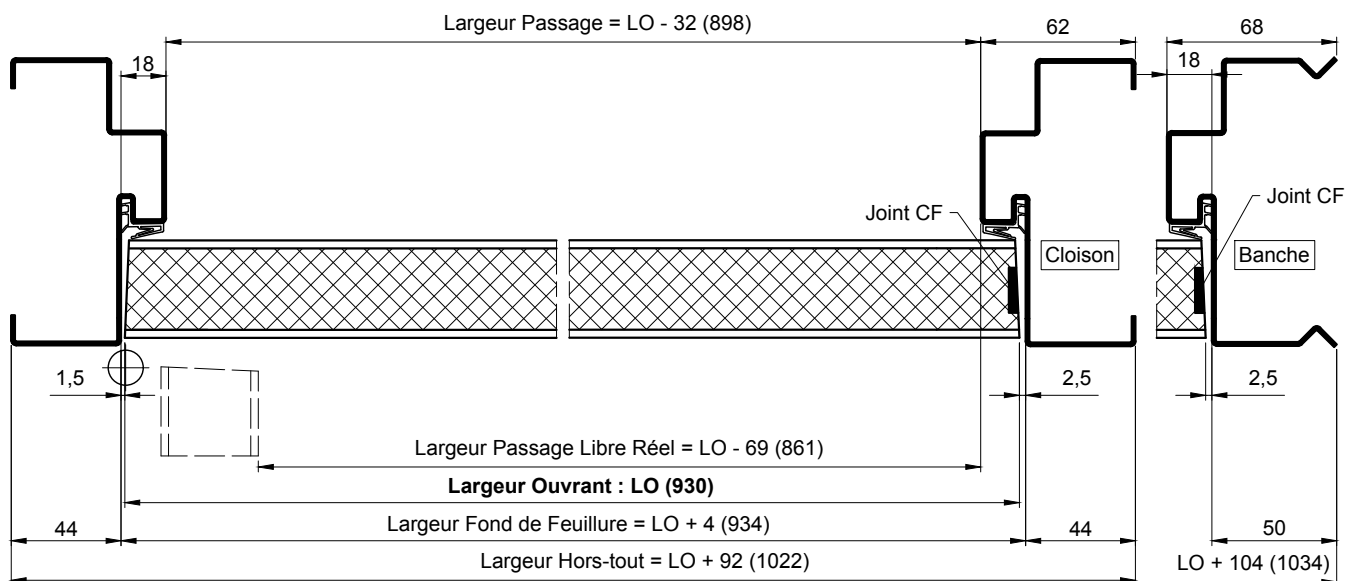 Largeur Passage = LO - 32 (898)
62
68
18
18
Joint CF
Joint CF
Cloison
Banche
1,5
2,5
2,5
Largeur Passage Libre Réel = LO - 69 (861)
Largeur Ouvrant : LO (930)
44
Largeur Fond de Feuillure = LO + 4 (934)
44
50
Largeur Hors-tout = LO + 92 (1022)
LO + 104 (1034)